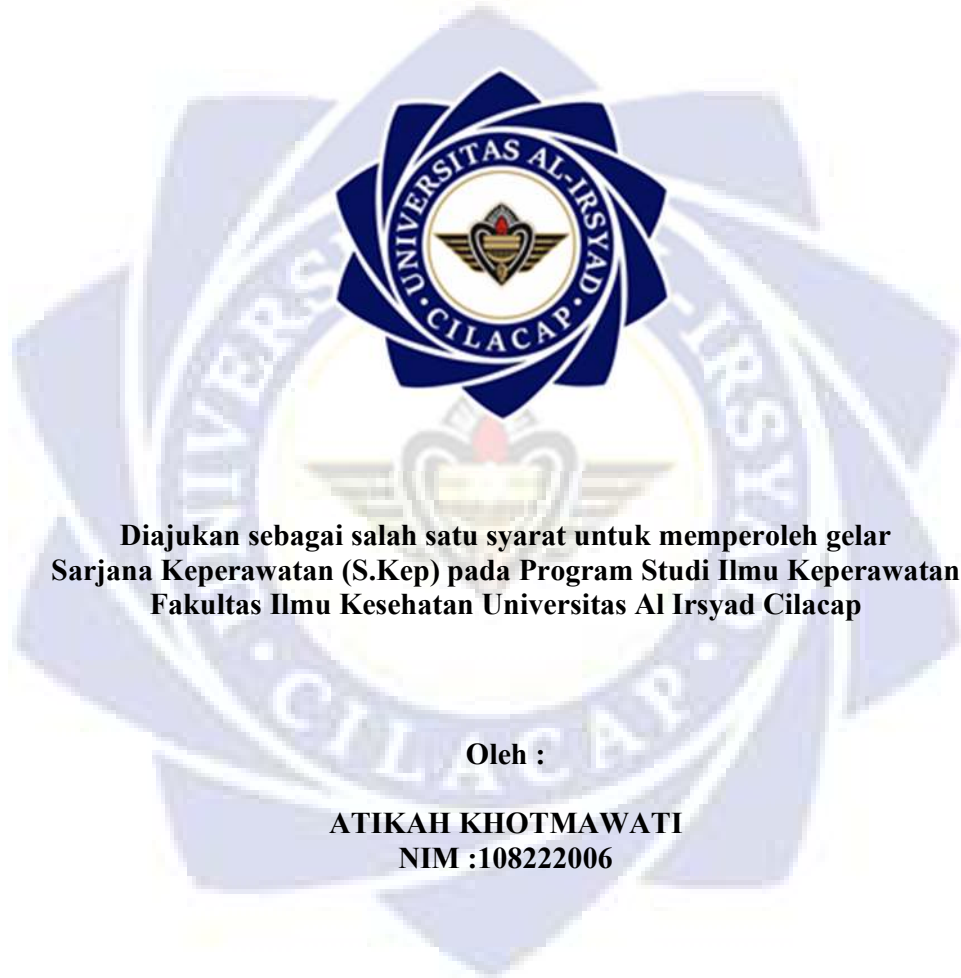 UNIVERSITAS AL-IRSYAD
· CILACAP ·
Diajukan sebagai salah satu syarat untuk memperoleh gelar
Sarjana Keperawatan (S.Kep) pada Program Studi Ilmu Keperawatan
Fakultas Ilmu Kesehatan Universitas Al Irsyad Cilacap
Oleh :
ATIKAH KHOTMAWATI
NIM :108222006